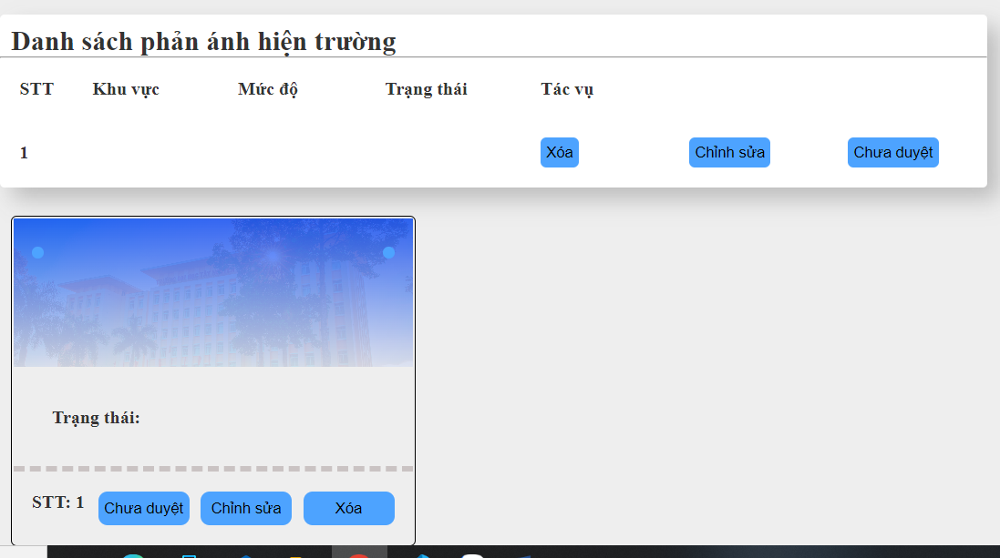 Danh sách phản ánh hiện trường
STT Khu vực Mức độ Trạng thái Tác vụ
1 Xóa Chỉnh sửa Chưa duyệt
Trạng thái:
STT: 1 Chưa duyệt Chỉnh sửa Xóa